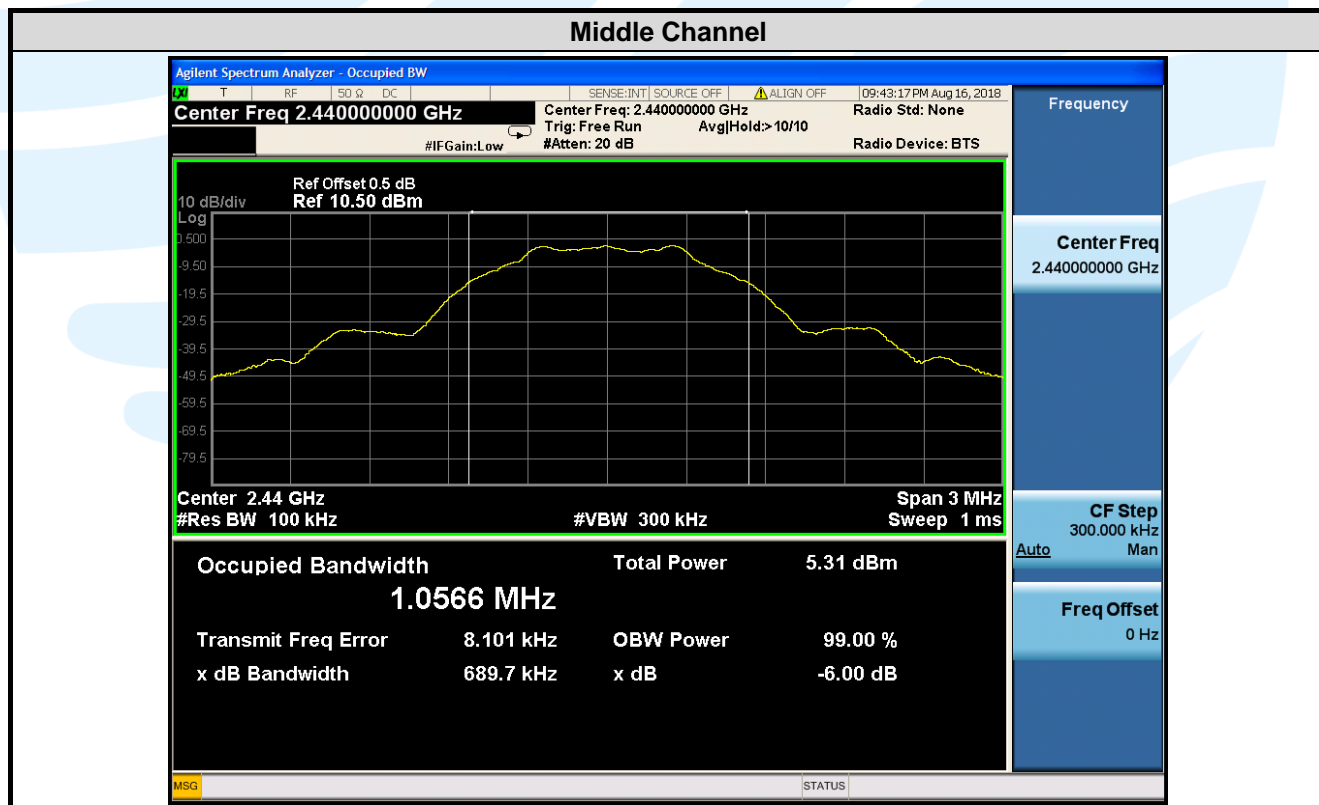 Middle Channel
Agilent Spectrum Analyzer - Occupied BW
LXI T RF 50 Ω DC SENSE:INT SOURCE OFF ALIGN OFF 09:43:17 PM Aug 16, 2018
Center Freq 2.440000000 GHz
Center Freq: 2.440000000 GHz
Radio Std: None
Trig: Free Run Avg|Hold:>10/10
#IFGain:Low
#Atten: 20 dB
Radio Device: BTS
Ref Offset 0.5 dB
10 dB/div Ref 10.50 dBm
Log
0.500
-9.50
-19.5
-29.5
-39.5
-49.5
-59.5
-69.5
-79.5
Center 2.44 GHz Span 3 MHz
#Res BW 100 kHz #VBW 300 kHz Sweep 1 ms
Occupied Bandwidth Total Power 5.31 dBm
1.0566 MHz
Transmit Freq Error 8.101 kHz OBW Power 99.00 %
x dB Bandwidth 689.7 kHz x dB -6.00 dB
MSG STATUS
Frequency
Center Freq
2.440000000 GHz
CF Step
300.000 kHz
Auto Man
Freq Offset
0 Hz